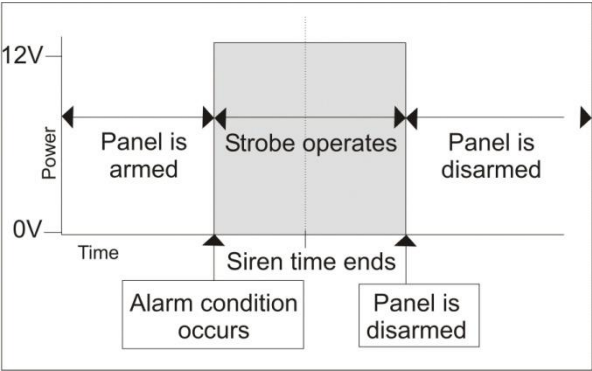 12V
Power
Panel is
armed
Strobe operates
Panel is
disarmed
0V
Time
Siren time ends
Alarm condition
occurs
Panel is
disarmed